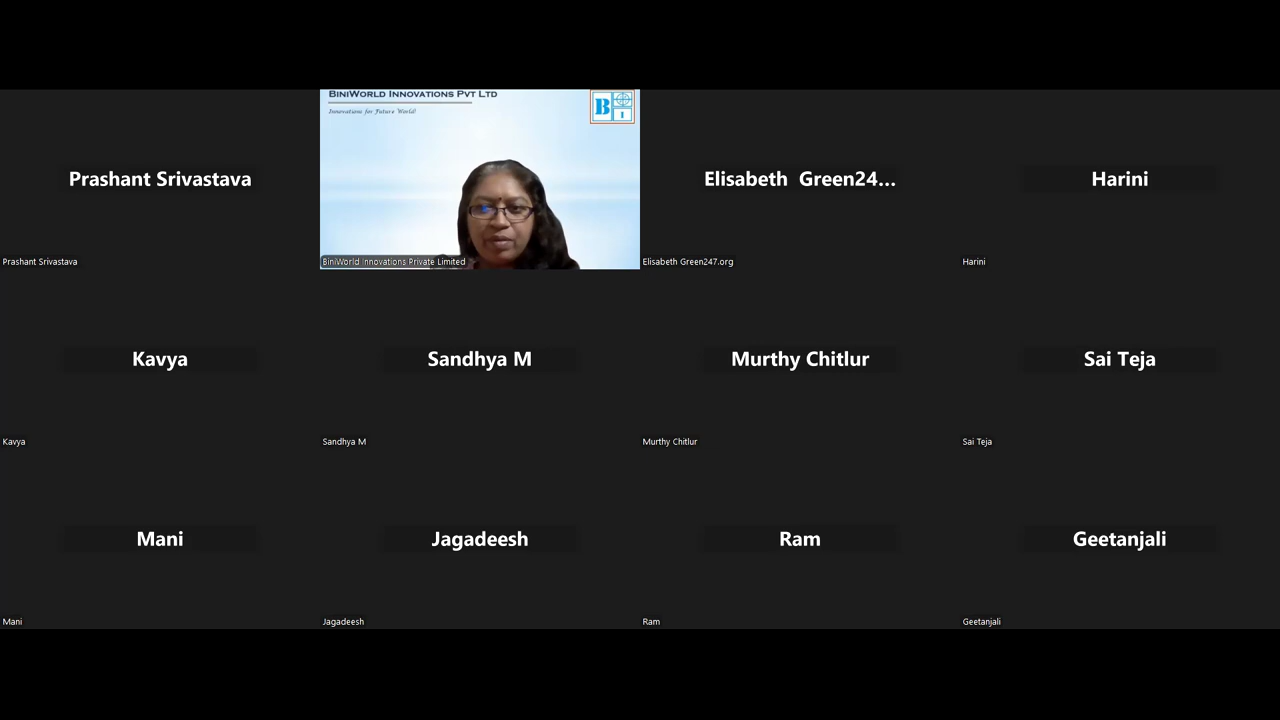 BINIWORLD INNOVATIONS PVT LTD
Innovations for Future World!
B
I
Prashant Srivastava
Elisabeth Green24...
Harini
Prashant Srivastava
BiniWorld Innovations Private Limited
Elisabeth Green247.org
Harini
Kavya
Sandhya M
Murthy Chitlur
Sai Teja
Kavya
Sandhya M
Murthy Chitlur
Sai Teja
Mani
Jagadeesh
Ram
Geetanjali
Mani
Jagadeesh
Ram
Geetanjali